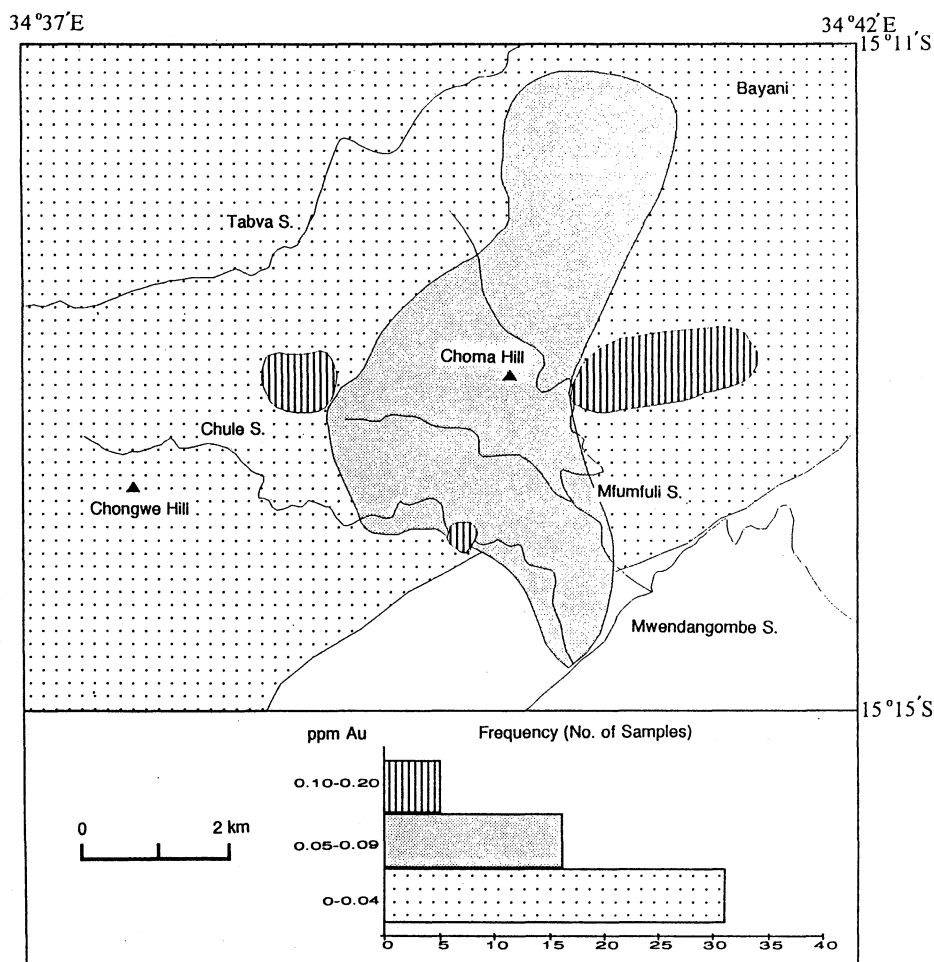 34°37′E
34°42′E
15°11′S
Bayani
Tabva S.
Choma Hill
Chule S.
Chongwe Hill
Mfumfuli S.
Mwendangombe S.
15°15′S
ppm Au
Frequency (No. of Samples)
0.10-0.20
0.05-0.09
0-0.04
0 2 km
0 5 10 15 20 25 30 35 40